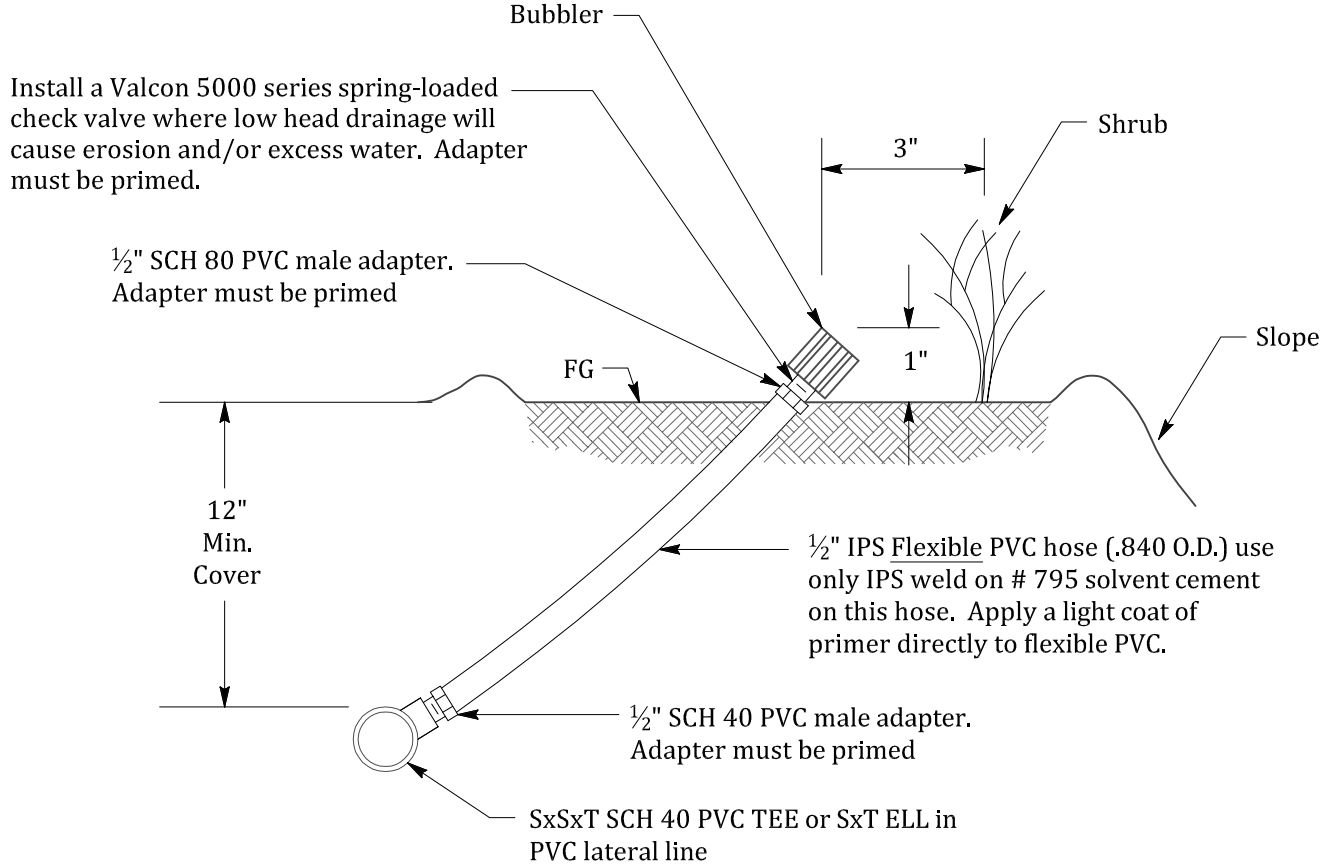 Bubbler
Install a Valcon 5000 series spring-loaded
check valve where low head drainage will
cause erosion and/or excess water. Adapter
must be primed.
Shrub
3"
½" SCH 80 PVC male adapter.
Adapter must be primed
Slope
FG
1"
12"
Min.
Cover
½" IPS Flexible PVC hose (.840 O.D.) use
only IPS weld on # 795 solvent cement
on this hose. Apply a light coat of
primer directly to flexible PVC.
½" SCH 40 PVC male adapter.
Adapter must be primed
SxSxT SCH 40 PVC TEE or SxT ELL in
PVC lateral line